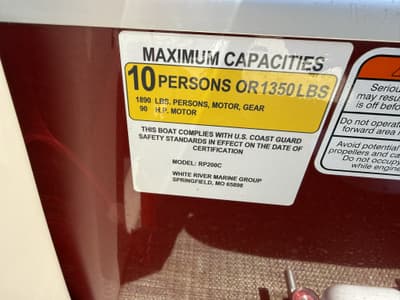 MAXIMUM CAPACITIES
10 PERSONS OR 1350 LBS
1890 LBS. PERSONS, MOTOR, GEAR
90 H.P. MOTOR
THIS BOAT COMPLIES WITH U.S. COAST GUARD
SAFETY STANDARDS IN EFFECT ON THE DATE OF
CERTIFICATION
MODEL: RP200C
WHITE RIVER MARINE GROUP
SPRINGFIELD, MO 65898
Seriou
may resu
is off befo
Do not operat
forward area
Avoid potential
propellers and ca
Do not occupy
while engine